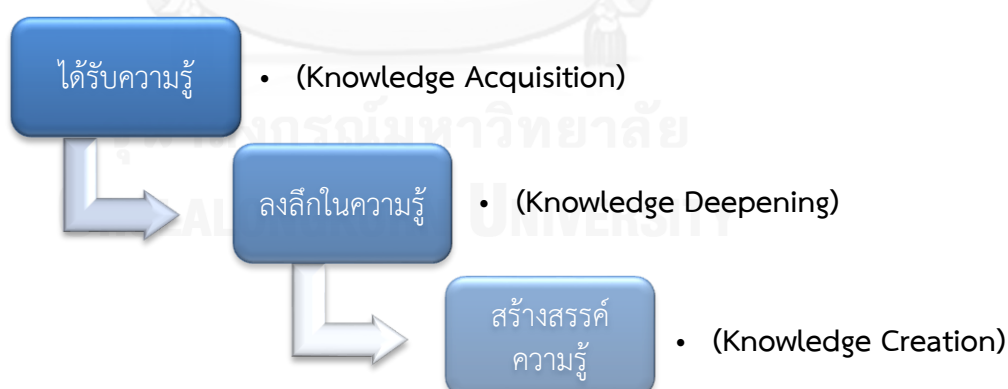 ได้รับความรู้
• (Knowledge Acquisition)
ลงลึกในความรู้
• (Knowledge Deepening)
สร้างสรรค์
ความรู้
• (Knowledge Creation)